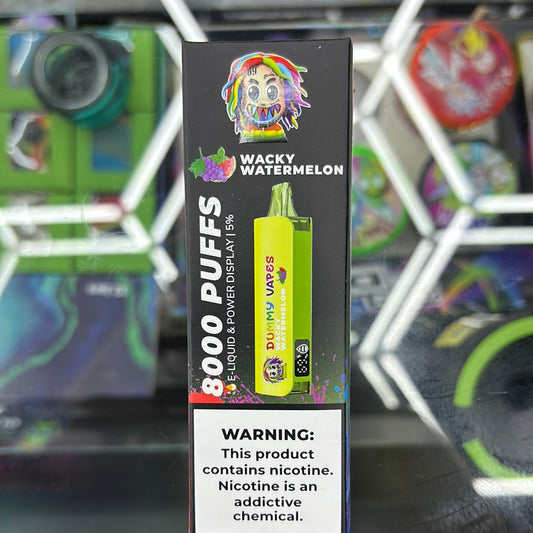 WACKY
WATERMELON
8000 PUFFS
E-LIQUID & POWER DISPLAY | 5%
DUMMY VAPES
WACKY
WATERMELON
WARNING:
This product
contains nicotine.
Nicotine is an
addictive
chemical.